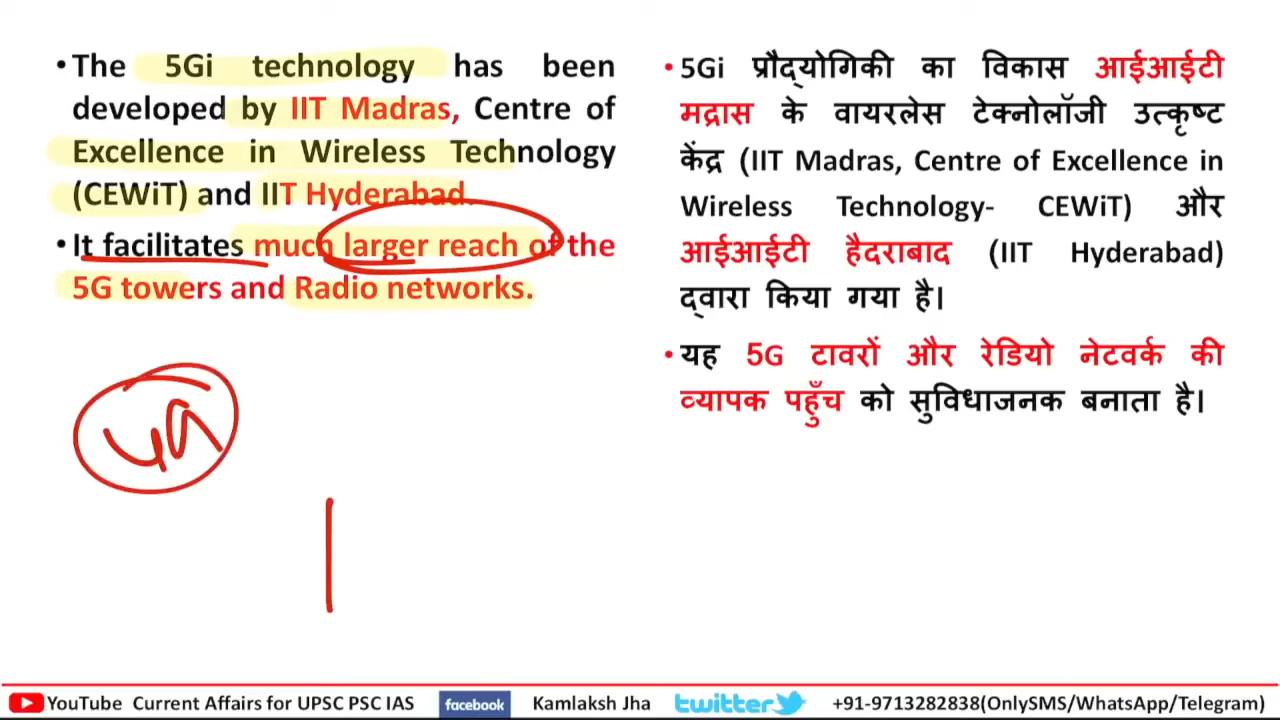 •The 5Gi technology has been
developed by IIT Madras, Centre of
Excellence in Wireless Technology
(CEWiT) and IIT Hyderabad.
•It facilitates much larger reach of the
5G towers and Radio networks.
•5Gi प्रौद्योगिकी का विकास आईआईटी
मद्रास के वायरलेस टेक्नोलॉजी उत्कृष्ट
केंद्र (IIT Madras, Centre of Excellence in
Wireless Technology- CEWiT) और
आईआईटी हैदराबाद (IIT Hyderabad)
द्वारा किया गया है।
•यह 5G टावरों और रेडियो नेटवर्क की
व्यापक पहुँच को सुविधाजनक बनाता है।
YouTube Current Affairs for UPSC PSC IAS facebook Kamlaksh Jha twitter +91-9713282838(OnlySMS/WhatsApp/Telegram)